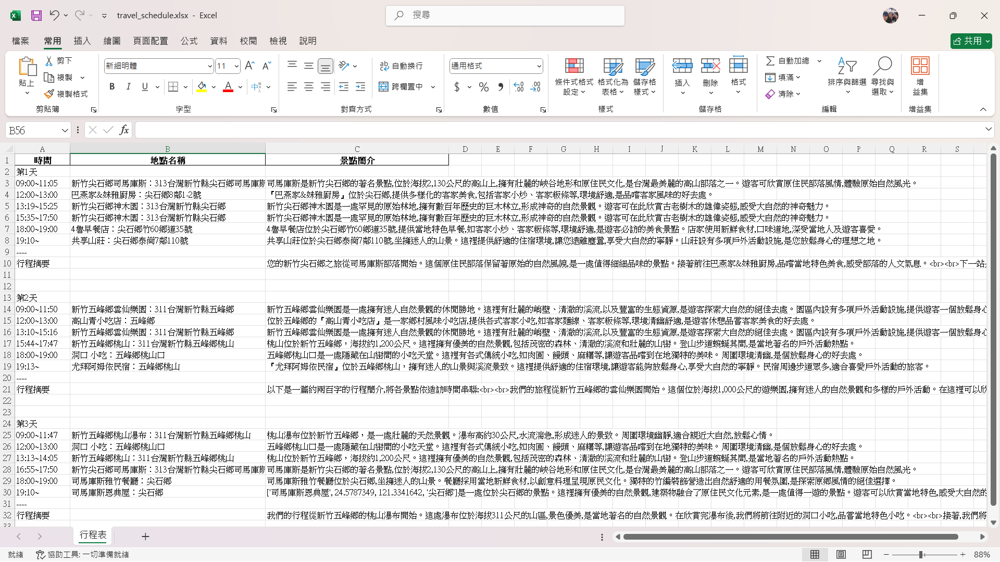 travel_schedule.xlsx - Excel
搜尋
檔案 常用 插入 繪圖 頁面配置 公式 資料 校閱 檢視 說明
共用
貼上 剪下 複製 複製格式
新細明體 11
自動換行 跨欄置中
通用格式
條件式格式設定 格式化為表格 儲存格樣式
插入 刪除 格式
自動加總 填滿 清除
排序與篩選 尋找與選取
增益集
剪貼簿 字型 對齊方式 數值 樣式 儲存格 編輯 增益集
B56
A B C D E F G H I J K L M N O P Q R S
1 時間 地點名稱 景點簡介
2 第1天
3 09:00~11:05 新竹尖石鄉司馬庫斯：313台灣新竹縣尖石鄉司馬庫斯 司馬庫斯是新竹尖石鄉的著名景點,位於海拔2,130公尺的高山上,擁有壯麗的峽谷地形和原住民文化,是台灣最美麗的高山部落之一。遊客可欣賞原住民部落風情,體驗原始自然風光。
4 12:00~13:00 巴燕家&妹雅廚房：尖石鄉8鄰1-2號 『巴燕家&妹雅廚房』位於尖石鄉,提供多樣化的客家美食,包括客家小炒、客家粄條等,環境舒適,是品嚐客家風味的好去處。
5 13:19~15:25 新竹尖石鄉神木園：313台灣新竹縣尖石鄉 新竹尖石鄉神木園是一處罕見的原始林地,擁有數百年歷史的巨木林立,形成神奇的自然景觀。遊客可在此欣賞古老樹木的雄偉姿態,感受大自然的神奇魅力。
6 15:35~17:50 新竹尖石鄉神木園：313台灣新竹縣尖石鄉 新竹尖石鄉神木園是一處罕見的原始林地,擁有數百年歷史的巨木林立,形成神奇的自然景觀。遊客可在此欣賞古老樹木的雄偉姿態,感受大自然的神奇魅力。
7 18:00~19:00 4魯早餐店：尖石鄉竹60鄉道35號 4魯早餐店位於尖石鄉竹60鄉道35號,提供當地特色早餐,如客家小炒、客家粄條等,環境舒適,是遊客必訪的美食景點。店家使用新鮮食材,口味道地,深受當地人及遊客喜愛。
8 19:10~ 共享山莊：尖石鄉泰崗7鄰110號 共享山莊位於尖石鄉泰崗7鄰110號,坐擁迷人的山景。這裡提供舒適的住宿環境,讓您遠離塵囂,享受大自然的寧靜。山莊設有多項戶外活動設施,是您放鬆身心的理想之地。
9 ----
10 行程摘要 您的新竹尖石鄉之旅從司馬庫斯部落開始。這個原住民部落保留著原始的自然風貌,是一處值得細細品味的景點。接著前往巴燕家&妹雅廚房,品嚐當地特色美食,感受部落的人文氣息。<br><br>下一站
11
12
13 第2天
14 09:00~11:50 新竹五峰鄉雲仙樂園：311台灣新竹縣五峰鄉 新竹五峰鄉雲仙樂園是一處擁有迷人自然景觀的休閒勝地。這裡有壯麗的峭壁、清澈的溪流,以及豐富的生態資源,是遊客探索大自然的絕佳去處。園區內設有多項戶外活動設施,提供遊客一個放鬆身心
15 12:00~13:00 高山青小吃店：五峰鄉 位於五峰鄉的『高山青小吃店』是一家鄉村風味小吃店,提供各式客家小吃,如客家麵線、客家粄條等,環境清幽舒適,是遊客休憩品嘗客家美食的好去處。
16 13:10~15:16 新竹五峰鄉雲仙樂園：311台灣新竹縣五峰鄉 新竹五峰鄉雲仙樂園是一處擁有迷人自然景觀的休閒勝地。這裡有壯麗的峭壁、清澈的溪流,以及豐富的生態資源,是遊客探索大自然的絕佳去處。園區內設有多項戶外活動設施,提供遊客一個放鬆身心
17 15:44~17:47 新竹五峰鄉桃山：311台灣新竹縣五峰鄉桃山 桃山位於新竹五峰鄉，海拔約1,200公尺。這裡擁有優美的自然景觀,包括茂密的森林、清澈的溪流和壯麗的山巒。登山步道蜿蜒其間,是當地著名的戶外活動熱點。
18 18:00~19:00 洞口 小吃：五峰鄉桃山口 五峰鄉桃山口是一處隱藏在山巒間的小吃天堂。這裡有各式傳統小吃,如肉圓、饅頭、麻糬等,讓遊客品嚐到在地獨特的美味。周圍環境清幽,是個放鬆身心的好去處。
19 19:13~ 尤拜阿姆依民宿：五峰鄉桃山 『尤拜阿姆依民宿』位於五峰鄉桃山，擁有迷人的山景與溪流景致。這裡提供舒適的住宿環境,讓遊客能夠放鬆身心,享受大自然的寧靜。民宿周邊步道眾多,適合喜愛戶外活動的旅客。
20 ----
21 行程摘要 以下是一篇約兩百字的行程簡介,將各景點依造訪時間串聯:<br><br>我們的旅程從新竹五峰鄉的雲仙樂園開始。這個位於海拔1,000公尺的遊樂園,擁有迷人的自然景觀和多樣的戶外活動。在這裡可以欣
22
23
24 第3天
25 09:00~11:47 新竹五峰鄉桃山瀑布：311台灣新竹縣五峰鄉桃山 桃山瀑布位於新竹五峰鄉，是一處壯麗的天然景觀。瀑布高約30公尺,水流湍急,形成迷人的景致。周圍環境幽靜,適合親近大自然,放鬆心情。
26 12:00~13:00 洞口 小吃：五峰鄉桃山口 五峰鄉桃山口是一處隱藏在山巒間的小吃天堂。這裡有各式傳統小吃,如肉圓、饅頭、麻糬等,讓遊客品嚐到在地獨特的美味。周圍環境清幽,是個放鬆身心的好去處。
27 13:13~14:05 新竹五峰鄉桃山：311台灣新竹縣五峰鄉桃山 桃山位於新竹五峰鄉，海拔約1,200公尺。這裡擁有優美的自然景觀,包括茂密的森林、清澈的溪流和壯麗的山巒。登山步道蜿蜒其間,是當地著名的戶外活動熱點。
28 16:55~17:50 新竹尖石鄉司馬庫斯：313台灣新竹縣尖石鄉司馬庫斯 司馬庫斯是新竹尖石鄉的著名景點,位於海拔2,130公尺的高山上,擁有壯麗的峽谷地形和原住民文化,是台灣最美麗的高山部落之一。遊客可欣賞原住民部落風情,體驗原始自然風光。
29 18:00~19:00 司馬庫斯雅竹餐廳：尖石鄉 司馬庫斯雅竹餐廳位於尖石鄉,坐擁迷人的山景。餐廳採用當地新鮮食材,以創意料理呈現原民文化。獨特的竹編裝飾營造出自然舒適的用餐氛圍,是探索原鄉風情的絕佳選擇。
30 19:10~ 司馬庫斯恩典屋：尖石鄉 ['司馬庫斯恩典屋', 24.5787349, 121.3341642, '尖石鄉']是一處位於尖石鄉的景點。這裡擁有優美的自然景觀,建築物融合了原住民文化元素,是一處值得一遊的景點。遊客可以欣賞當地特色,感受大自然的
31 ----
32 行程摘要 我們的行程從新竹五峰鄉的桃山瀑布開始。這處瀑布位於海拔311公尺的山區,景色優美,是當地著名的自然景觀。在欣賞完瀑布後,我們將前往附近的洞口小吃,品嘗當地特色小吃。<br><br>接著,我們將
33
行程表
就緒 協助工具: 一切準備就緒 88%